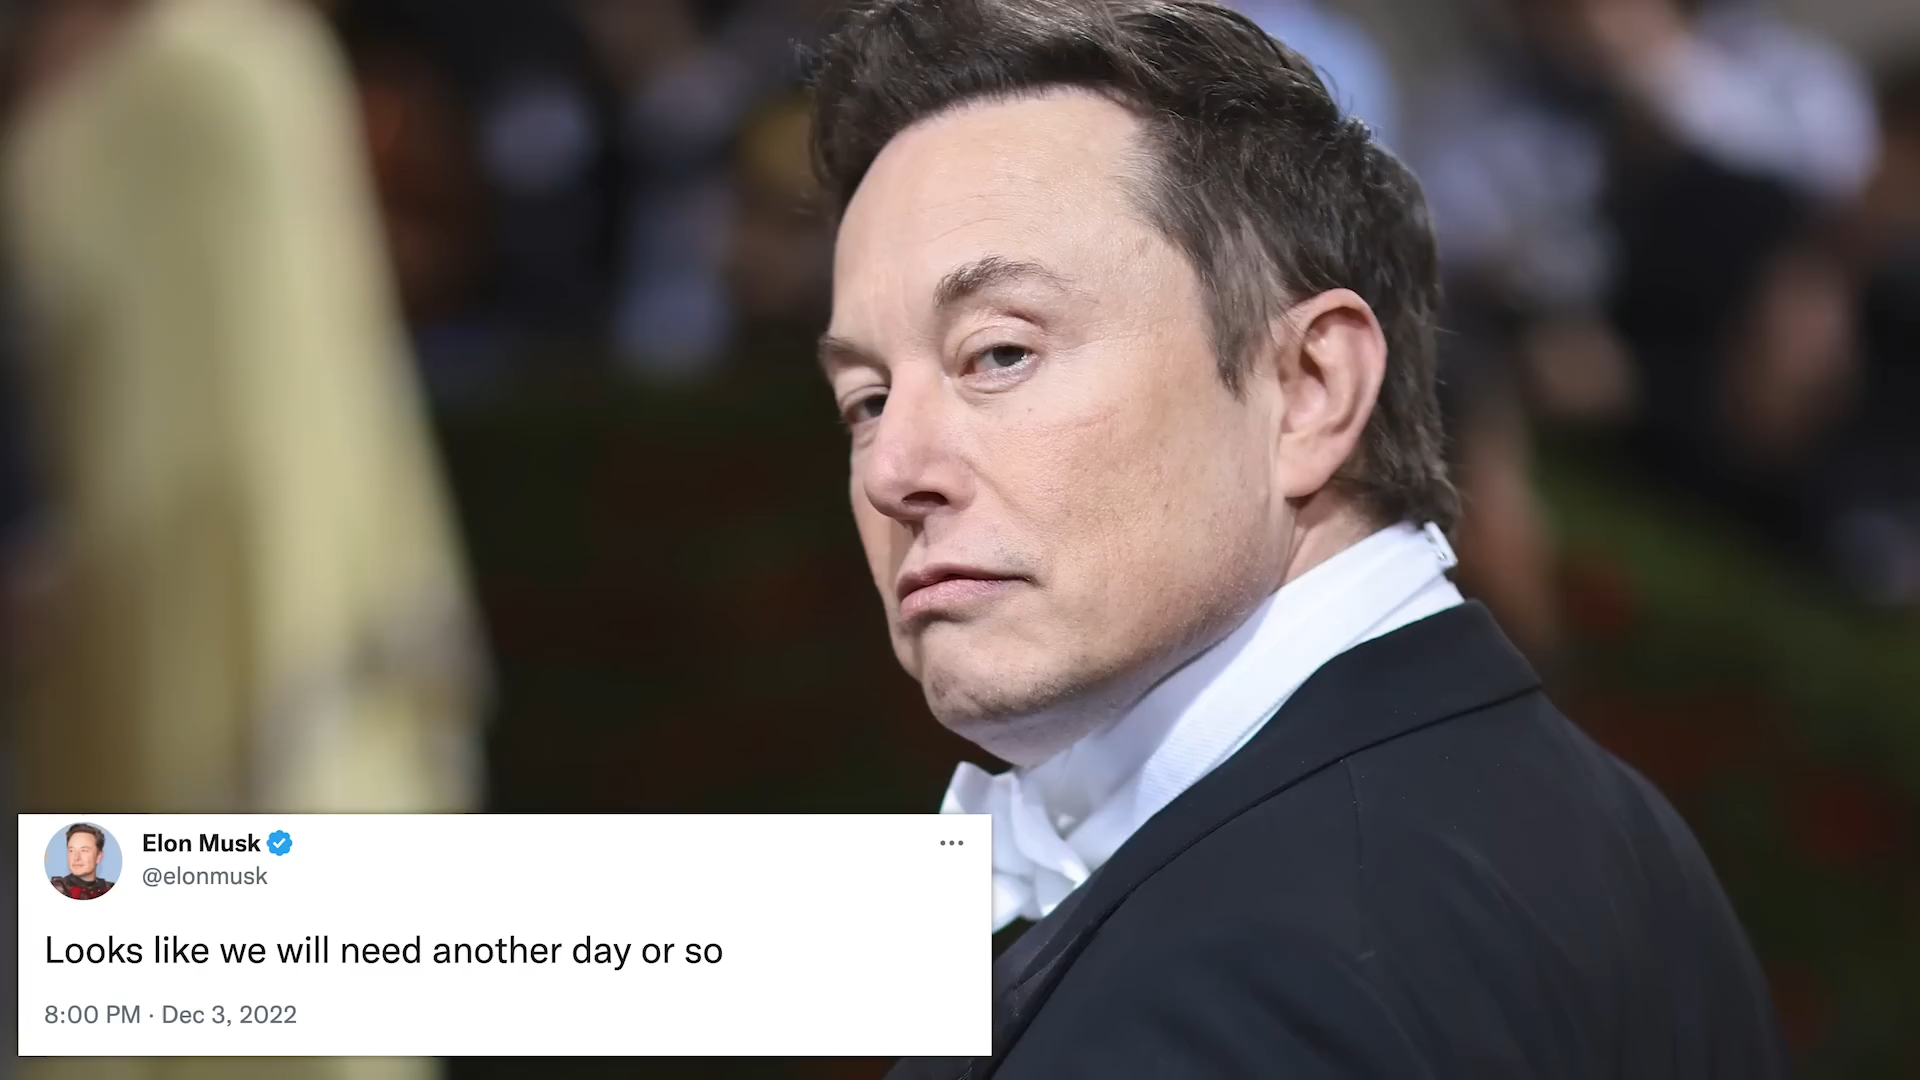 Elon Musk
@elonmusk
Looks like we will need another day or so
8:00 PM · Dec 3, 2022